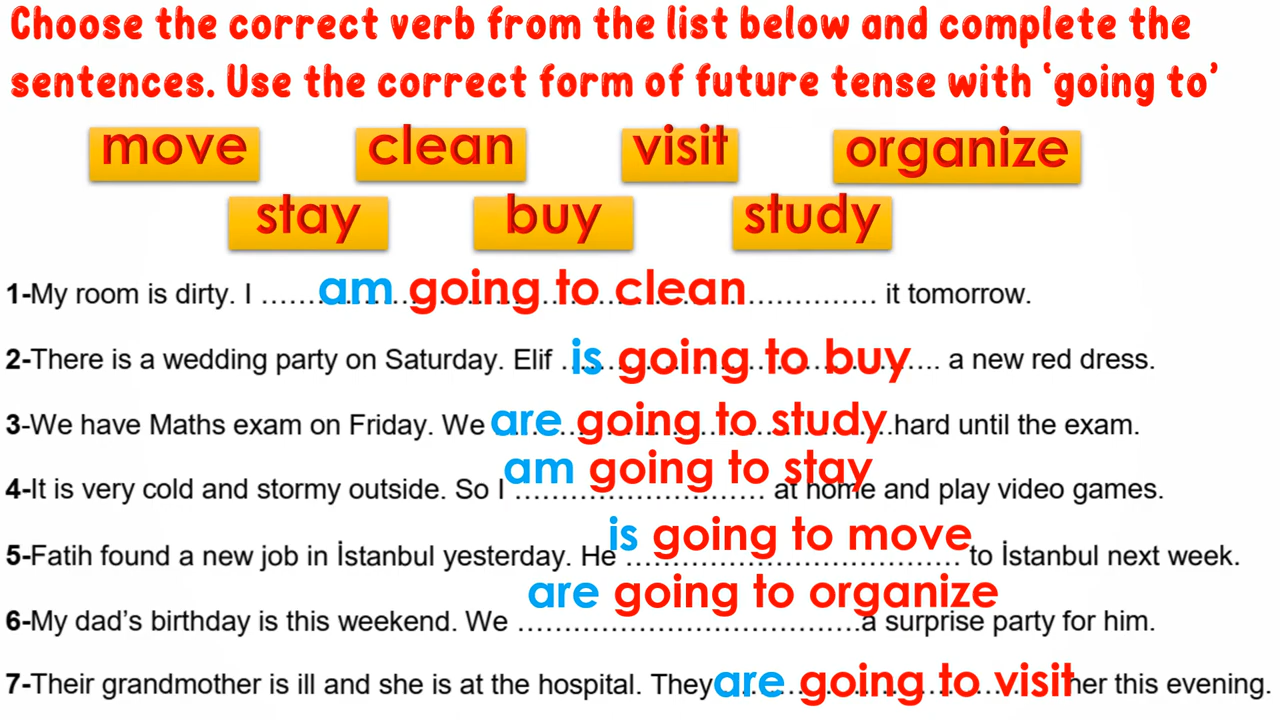 Choose the correct verb from the list below and complete the
sentences. Use the correct form of future tense with ‘going to’
move clean visit organize
stay buy study
1-My room is dirty. I ......am going to clean.............. it tomorrow.
2-There is a wedding party on Saturday. Elif ..is going to buy.... a new red dress.
3-We have Maths exam on Friday. We are going to study.hard until the exam.
am going to stay
4-It is very cold and stormy outside. So I ............................ at home and play video games.
is going to move
5-Fatih found a new job in İstanbul yesterday. He .................................... to İstanbul next week.
are going to organize
6-My dad’s birthday is this weekend. We .....................................a surprise party for him.
7-Their grandmother is ill and she is at the hospital. They are going to visit her this evening.